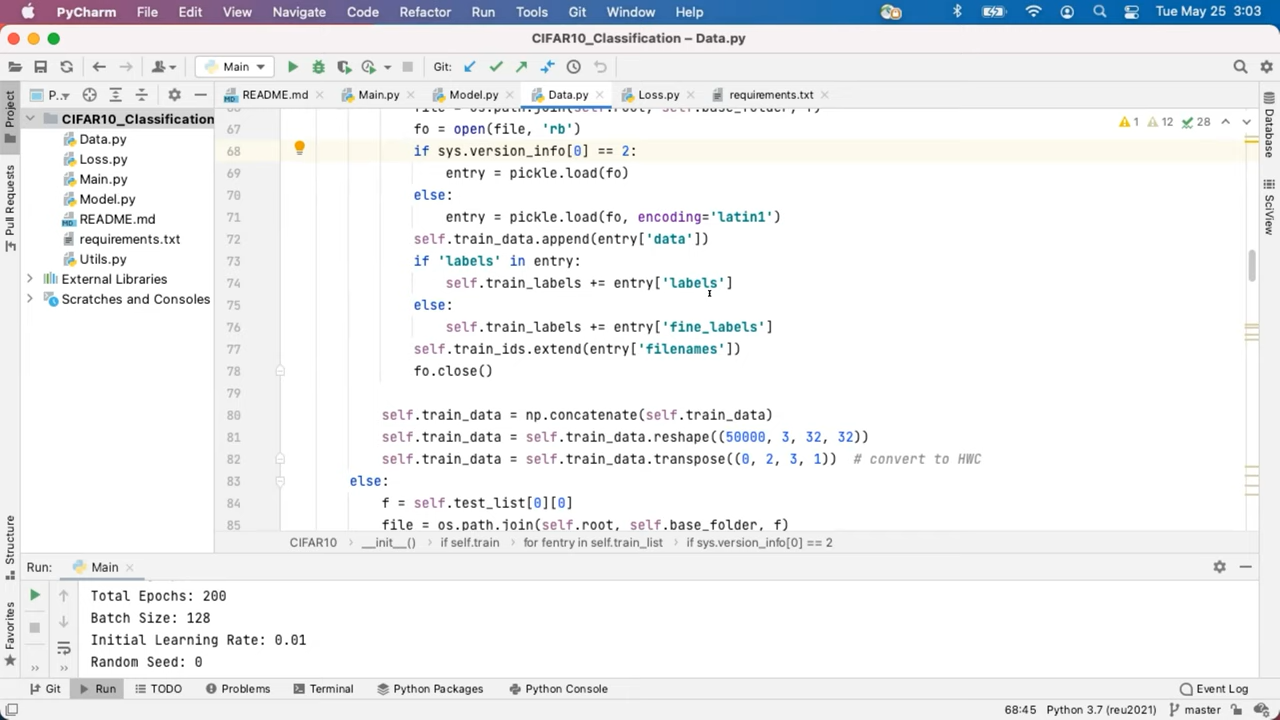 PyCharm File Edit View Navigate Code Refactor Run Tools Git Window Help Tue May 25 3:03
CIFAR10_Classification – Data.py
Main Git:
Project P... README.md Main.py Model.py Data.py Loss.py requirements.txt
CIFAR10_Classification
Data.py
Loss.py
Main.py
Model.py
README.md
requirements.txt
Utils.py
External Libraries
Scratches and Consoles
Pull Requests
Structure
Favorites
Database
SciView
1 12 28
file = os.path.join(self.root, self.base_folder, f)
67 fo = open(file, 'rb')
68 if sys.version_info[0] == 2:
69 entry = pickle.load(fo)
70 else:
71 entry = pickle.load(fo, encoding='latin1')
72 self.train_data.append(entry['data'])
73 if 'labels' in entry:
74 self.train_labels += entry['labels']
75 else:
76 self.train_labels += entry['fine_labels']
77 self.train_ids.extend(entry['filenames'])
78 fo.close()
79
80 self.train_data = np.concatenate(self.train_data)
81 self.train_data = self.train_data.reshape((50000, 3, 32, 32))
82 self.train_data = self.train_data.transpose((0, 2, 3, 1)) # convert to HWC
83 else:
84 f = self.test_list[0][0]
85 file = os.path.join(self.root, self.base_folder, f)
CIFAR10 › __init__() › if self.train › for fentry in self.train_list › if sys.version_info[0] == 2
Run: Main
Total Epochs: 200
Batch Size: 128
Initial Learning Rate: 0.01
Random Seed: 0
Git Run TODO Problems Terminal Python Packages Python Console Event Log
68:45 Python 3.7 (reu2021) master